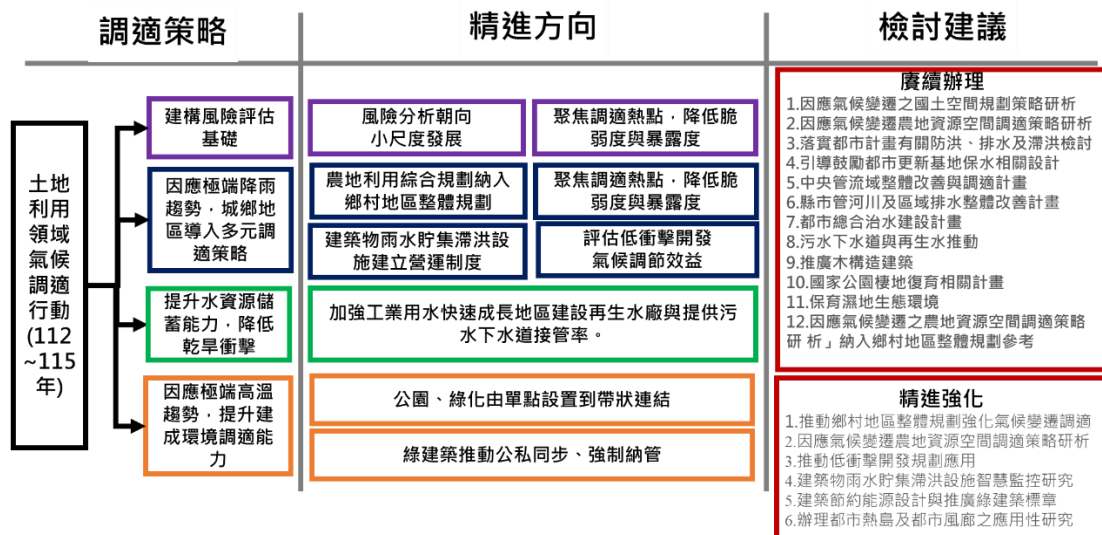 調適策略
精進方向
檢討建議
土地
利用
領域
氣候
調適
行動
(112
~115
年)
建構風險評估
基礎
因應極端降雨
趨勢，城鄉地
區導入多元調
適策略
提升水資源儲
蓄能力，降低
乾旱衝擊
因應極端高溫
趨勢，提升建
成環境調適能
力
風險分析朝向
小尺度發展
聚焦調適熱點，降低脆
弱度與暴露度
農地利用綜合規劃納入
鄉村地區整體規劃
聚焦調適熱點，降低脆
弱度與暴露度
建築物雨水貯集滯洪設
施建立營運制度
評估低衝擊開發
氣候調節效益
加強工業用水快速成長地區建設再生水廠與提供污
水下水道接管率。
公園、綠化由單點設置到帶狀連結
綠建築推動公私同步、強制納管
賡續辦理
1.因應氣候變遷之國土空間規劃策略研析
2.因應氣候變遷農地資源空間調適策略研析
3.落實都市計畫有關防洪、排水及滯洪檢討
4.引導鼓勵都市更新基地保水相關設計
5.中央管流域整體改善與調適計畫
6.縣市管河川及區域排水整體改善計畫
7.都市總合治水建設計畫
8.污水下水道與再生水推動
9.推廣木構造建築
10.國家公園棲地復育相關計畫
11.保育濕地生態環境
12.因應氣候變遷之農地資源空間調適策略
研 析」納入鄉村地區整體規劃參考
精進強化
1.推動鄉村地區整體規劃強化氣候變遷調適
2.因應氣候變遷農地資源空間調適策略研析
3.推動低衝擊開發規劃應用
4.建築物雨水貯集滯洪設施智慧監控研究
5.建築節約能源設計與推廣綠建築標章
6.辦理都市熱島及都市風廊之應用性研究